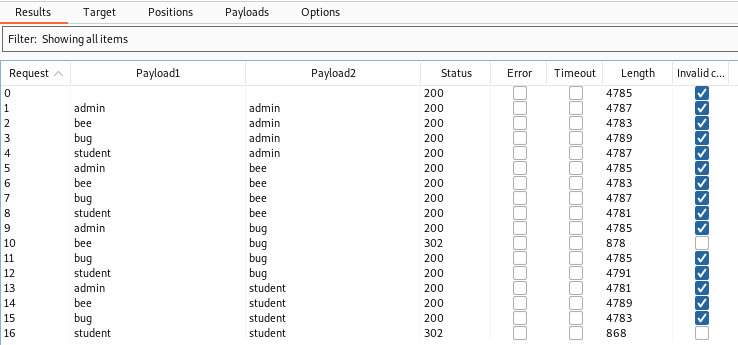 Results Target Positions Payloads Options
Filter: Showing all items
Request Payload1 Payload2 Status Error Timeout Length Invalid c...
0 200 4785
1 admin admin 200 4787
2 bee admin 200 4783
3 bug admin 200 4789
4 student admin 200 4787
5 admin bee 200 4785
6 bee bee 200 4783
7 bug bee 200 4787
8 student bee 200 4781
9 admin bug 200 4785
10 bee bug 302 878
11 bug bug 200 4785
12 student bug 200 4791
13 admin student 200 4781
14 bee student 200 4789
15 bug student 200 4783
16 student student 302 868